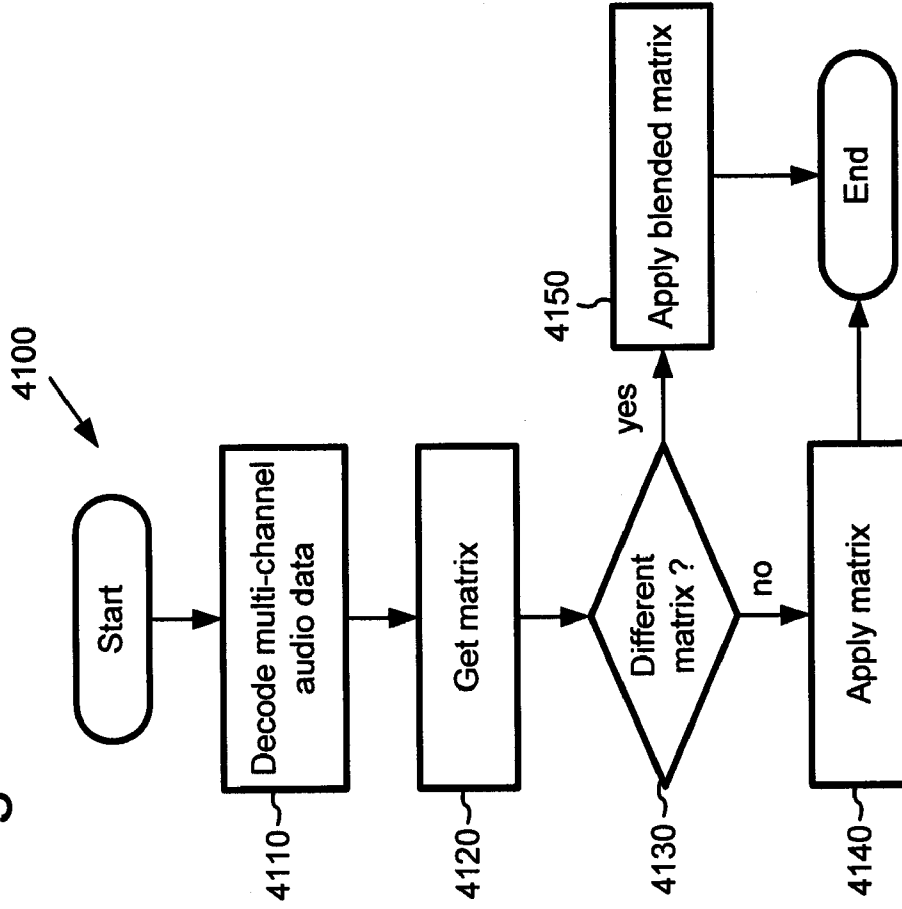 4100
Start
Decode multi-channel
audio data
4110
Get matrix
4120
Different
matrix ?
4130
yes
no
Apply blended matrix
4150
Apply matrix
4140
End